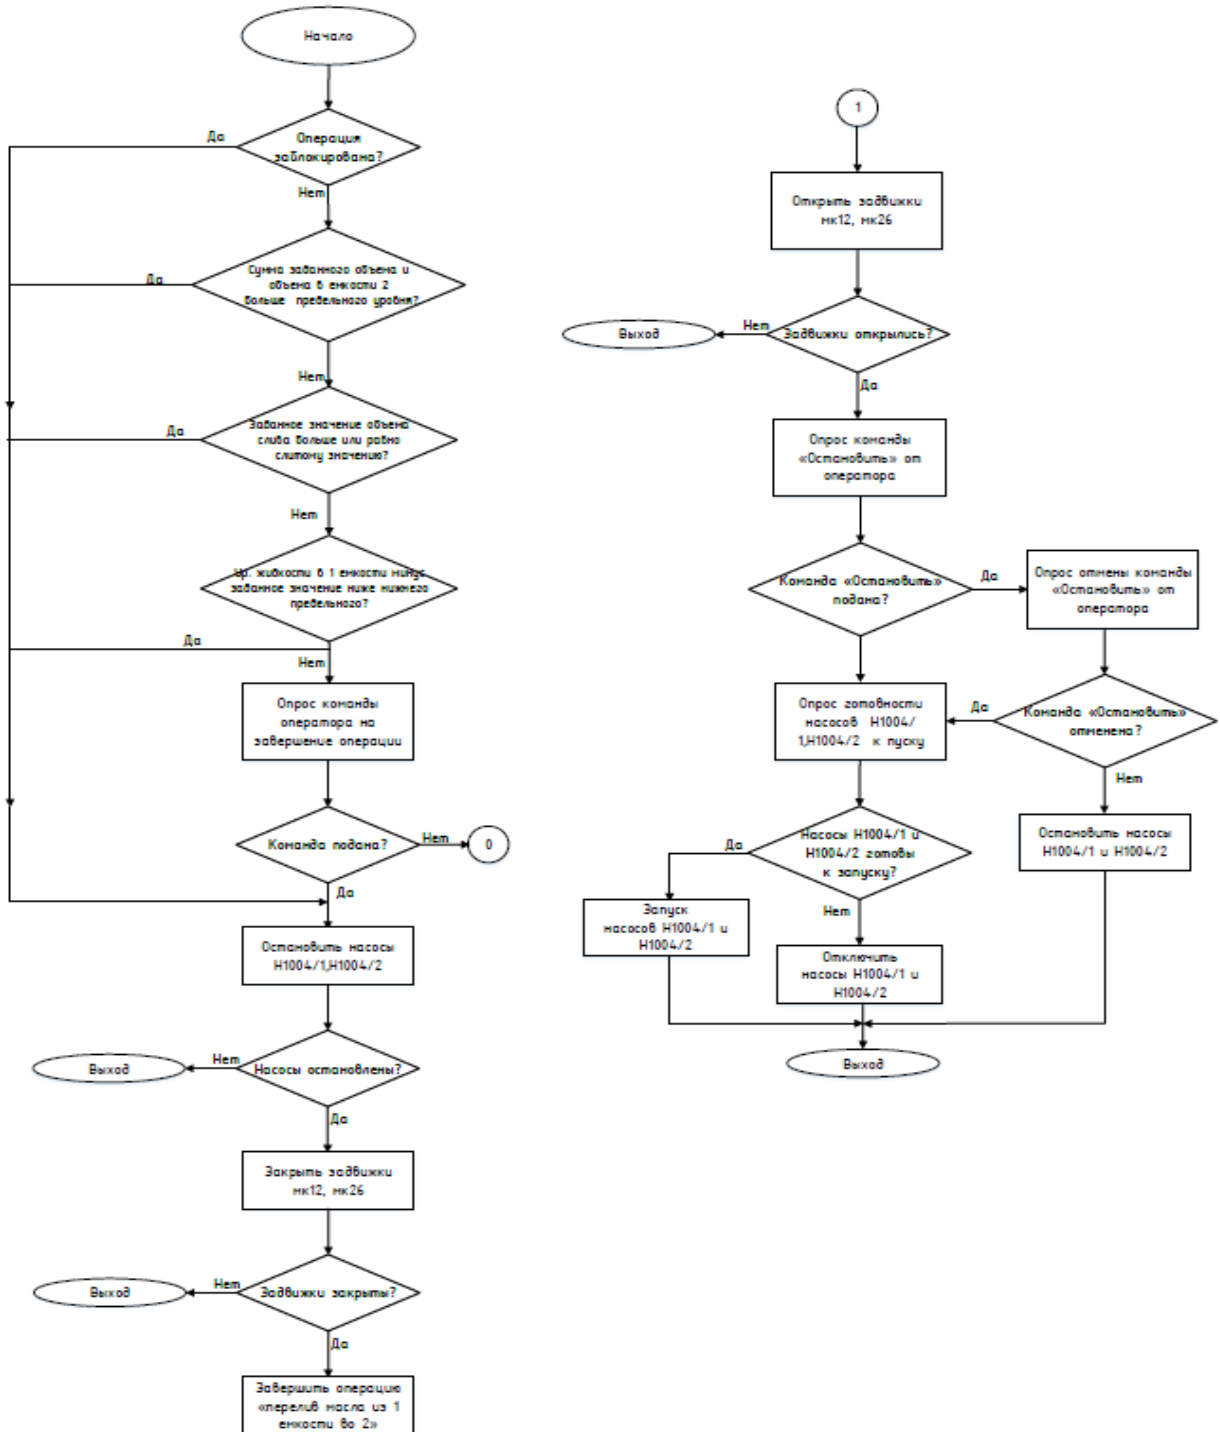 Начало
Да
Операция
заблокирована?
Нет
Да
Сумма заданного объема и
объема в емкости 2
больше предельного уровня?
Нет
Да
Заданное значение объема
слива больше или равно
слитому значению?
Нет
Ур. жидкости в 1 емкости минус
заданное значение ниже нижнего
предельного?
Да
Нет
Опрос команды
оператора на
завершение операции
Команда подана?
Нет
0
Да
Остановить насосы
Н1004/1,Н1004/2
Выход
Нет
Насосы остановлены?
Да
Закрыть задвижки
мк12, мк26
Выход
Нет
Задвижки закрыты?
Да
Завершить операцию
«перелив масла из 1
емкости во 2»
1
Открыть задвижки
мк12, мк26
Выход
Нет
Задвижки открылись?
Да
Опрос команды
«Остановить» от
оператора
Команда «Остановить»
подана?
Да
Опрос отмены команды
«Остановить» от
оператора
Опрос готовности
насосов Н1004/
1,Н1004/2 к пуску
Да
Команда «Остановить»
отменена?
Нет
Да
Насосы Н1004/1 и
Н1004/2 готовы
к запуску?
Остановить насосы
Н1004/1 и Н1004/2
Нет
Запуск
насосов Н1004/1 и
Н1004/2
Отключить
насосы Н1004/1 и
Н1004/2
Выход